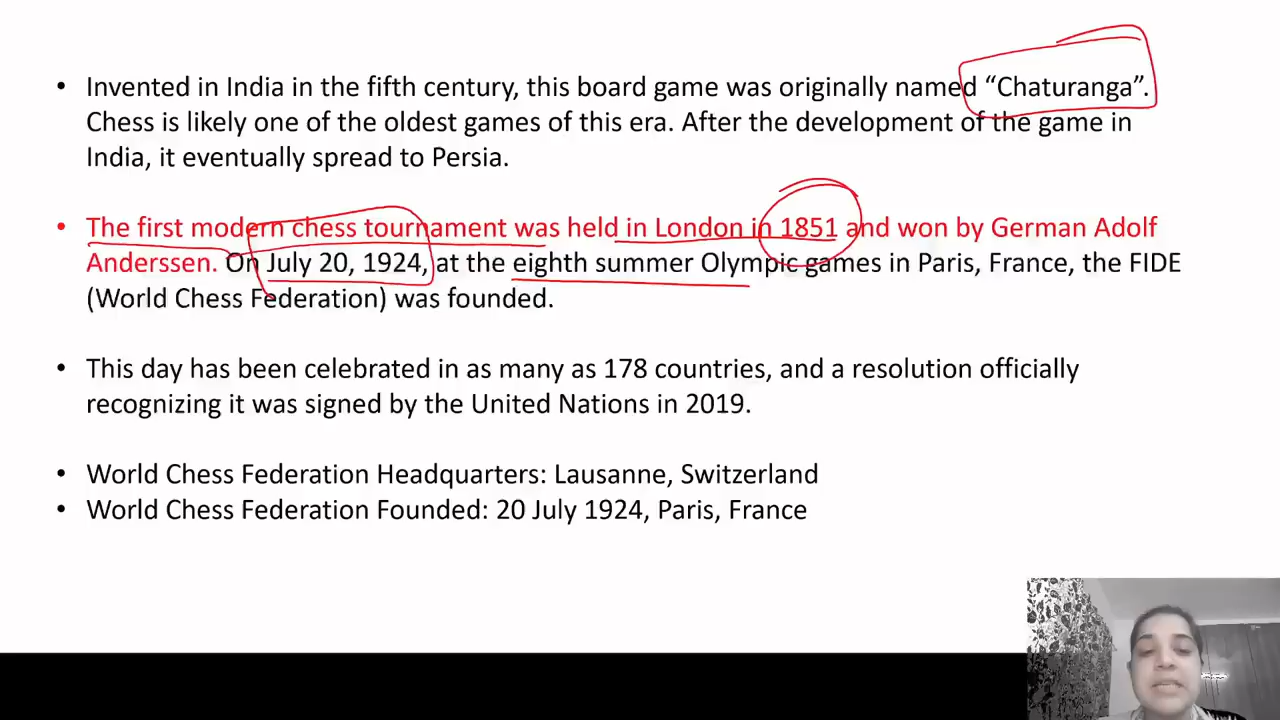 • Invented in India in the fifth century, this board game was originally named “Chaturanga”.
Chess is likely one of the oldest games of this era. After the development of the game in
India, it eventually spread to Persia.
• The first modern chess tournament was held in London in 1851 and won by German Adolf
Anderssen. On July 20, 1924, at the eighth summer Olympic games in Paris, France, the FIDE
(World Chess Federation) was founded.
• This day has been celebrated in as many as 178 countries, and a resolution officially
recognizing it was signed by the United Nations in 2019.
• World Chess Federation Headquarters: Lausanne, Switzerland
• World Chess Federation Founded: 20 July 1924, Paris, France